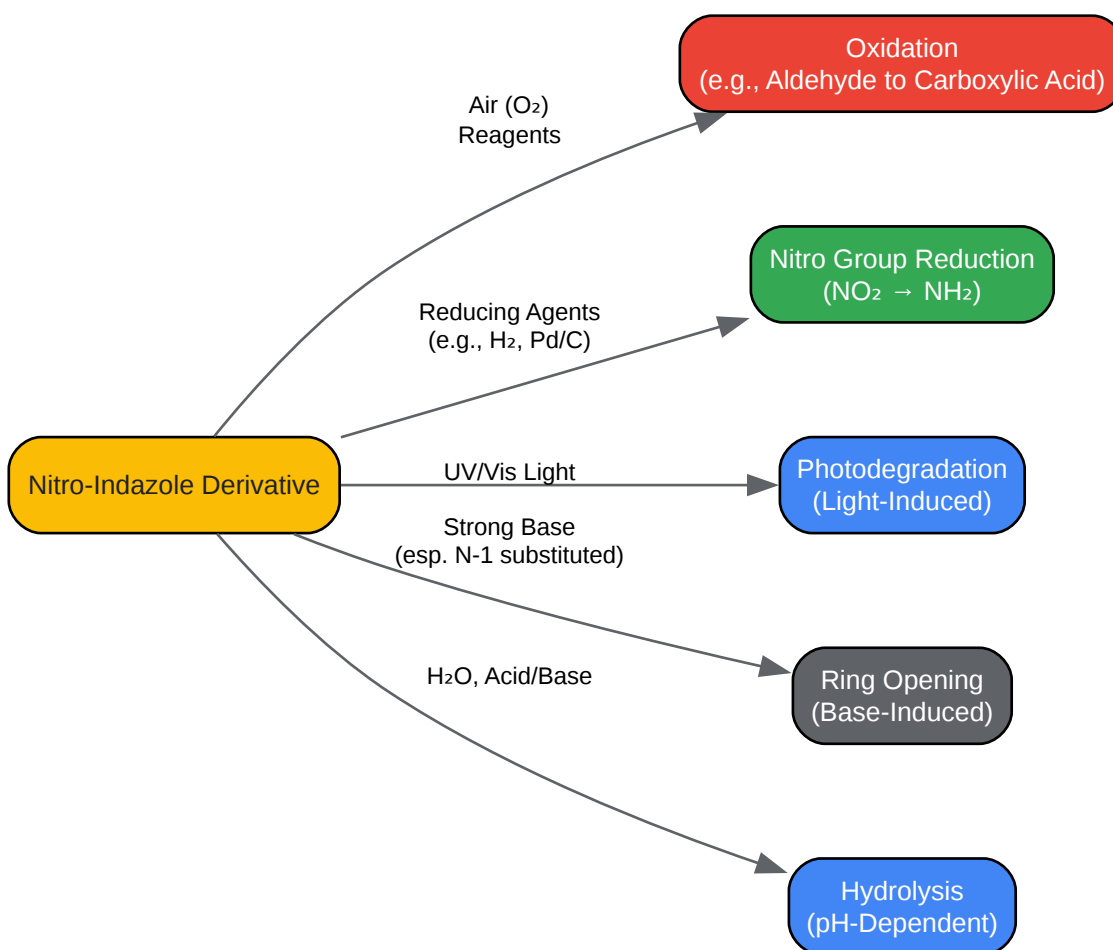 Oxidation
(e.g., Aldehyde to Carboxylic Acid)
Air (O₂)
Reagents
Nitro Group Reduction
(NO₂ → NH₂)
Reducing Agents
(e.g., H₂, Pd/C)
Nitro-Indazole Derivative
UV/Vis Light
Photodegradation
(Light-Induced)
Strong Base
(esp. N-1 substituted)
Ring Opening
(Base-Induced)
H₂O, Acid/Base
Hydrolysis
(pH-Dependent)